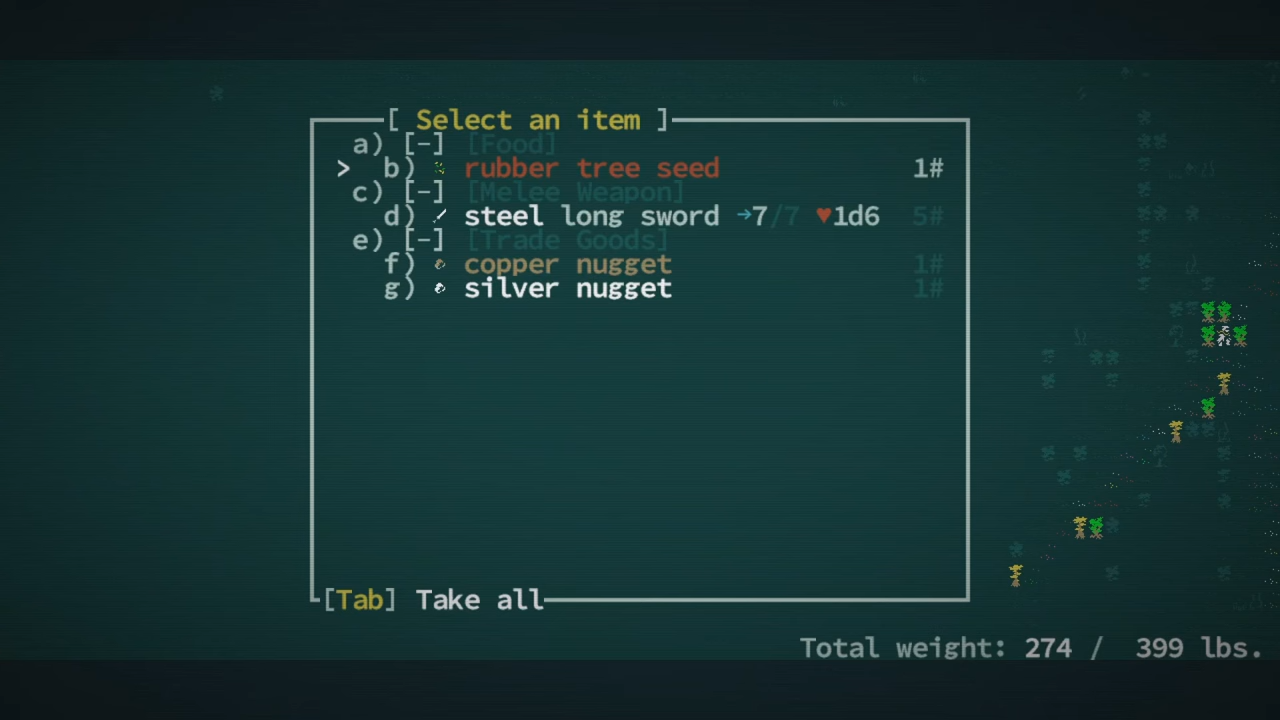 [ Select an item ]
a) [-] [Food]
> b) rubber tree seed 1#
c) [-] [Melee Weapon]
d) steel long sword →7/7 ♥1d6 5#
e) [-] [Trade Goods]
f) copper nugget 1#
g) silver nugget 1#
[Tab] Take all
Total weight: 274 / 399 lbs.